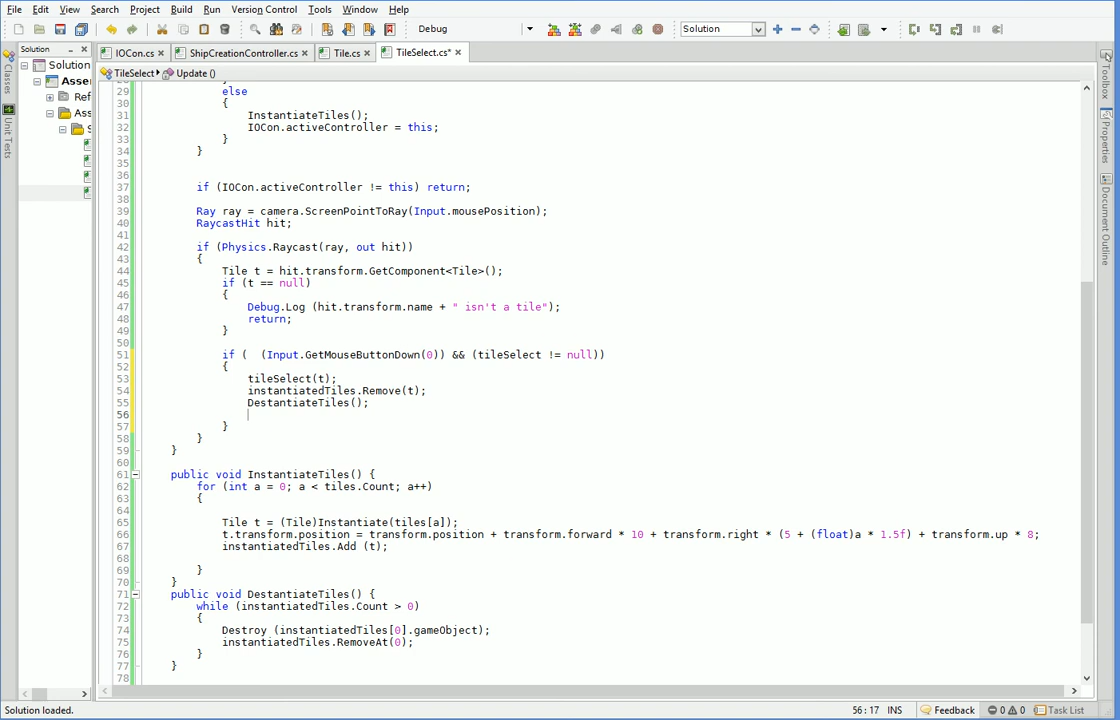 File Edit View Search Project Build Run Version Control Tools Window Help
Debug Solution
Solution IOCon.cs ShipCreationController.cs Tile.cs TileSelect.cs*
TileSelect Update ()
Solution
Asse
Ref
Ass
S
Classes
Unit Tests
Toolbox
Properties
Document Outline
29 else
30 {
31 InstantiateTiles();
32 IOCon.activeController = this;
33 }
34 }
35
36
37 if (IOCon.activeController != this) return;
38
39 Ray ray = camera.ScreenPointToRay(Input.mousePosition);
40 RaycastHit hit;
41
42 if (Physics.Raycast(ray, out hit))
43 {
44 Tile t = hit.transform.GetComponent<Tile>();
45 if (t == null)
46 {
47 Debug.Log (hit.transform.name + " isn't a tile");
48 return;
49 }
50
51 if ( (Input.GetMouseButtonDown(0)) && (tileSelect != null))
52 {
53 tileSelect(t);
54 instantiatedTiles.Remove(t);
55 DestantiateTiles();
56
57 }
58 }
59 }
60
61 public void InstantiateTiles() {
62 for (int a = 0; a < tiles.Count; a++)
63 {
64
65 Tile t = (Tile)Instantiate(tiles[a]);
66 t.transform.position = transform.position + transform.forward * 10 + transform.right * (5 + (float)a * 1.5f) + transform.up * 8;
67 instantiatedTiles.Add (t);
68
69 }
70 }
71 public void DestantiateTiles() {
72 while (instantiatedTiles.Count > 0)
73 {
74 Destroy (instantiatedTiles[0].gameObject);
75 instantiatedTiles.RemoveAt(0);
76 }
77 }
78
Solution loaded. 56 : 17 INS Feedback 0 0 Task List